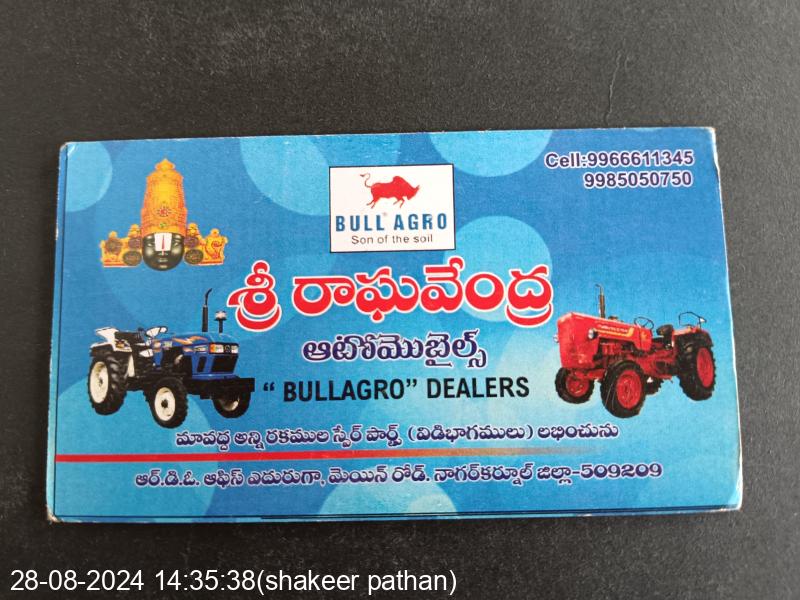 Cell:9966611345
9985050750
BULL AGRO
Son of the soil
శ్రీ రాఘవేంద్ర
ఆటోమొబైల్స్
“ BULLAGRO” DEALERS
మావద్ద అన్ని రకముల స్పేర్ పార్ట్స్ (విడిభాగములు) లభించును
ఆర్.డి.ఓ. ఆఫీస్ ఎదురుగా, మెయిన్ రోడ్. నాగర్‌కర్నూల్ జిల్లా-509209
28-08-2024 14:35:38(shakeer pathan)